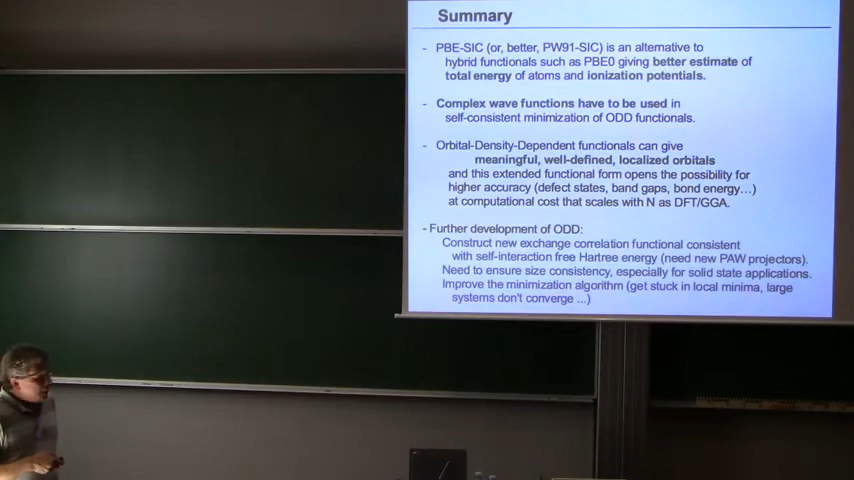 Summary
- PBE-SIC (or, better, PW91-SIC) is an alternative to
hybrid functionals such as PBE0 giving better estimate of
total energy of atoms and ionization potentials.
- Complex wave functions have to be used in
self-consistent minimization of ODD functionals.
- Orbital-Density-Dependent functionals can give
meaningful, well-defined, localized orbitals
and this extended functional form opens the possibility for
higher accuracy (defect states, band gaps, bond energy...)
at computational cost that scales with N as DFT/GGA.
- Further development of ODD:
Construct new exchange correlation functional consistent
with self-interaction free Hartree energy (need new PAW projectors).
Need to ensure size consistency, especially for solid state applications.
Improve the minimization algorithm (get stuck in local minima, large
systems don't converge ...)